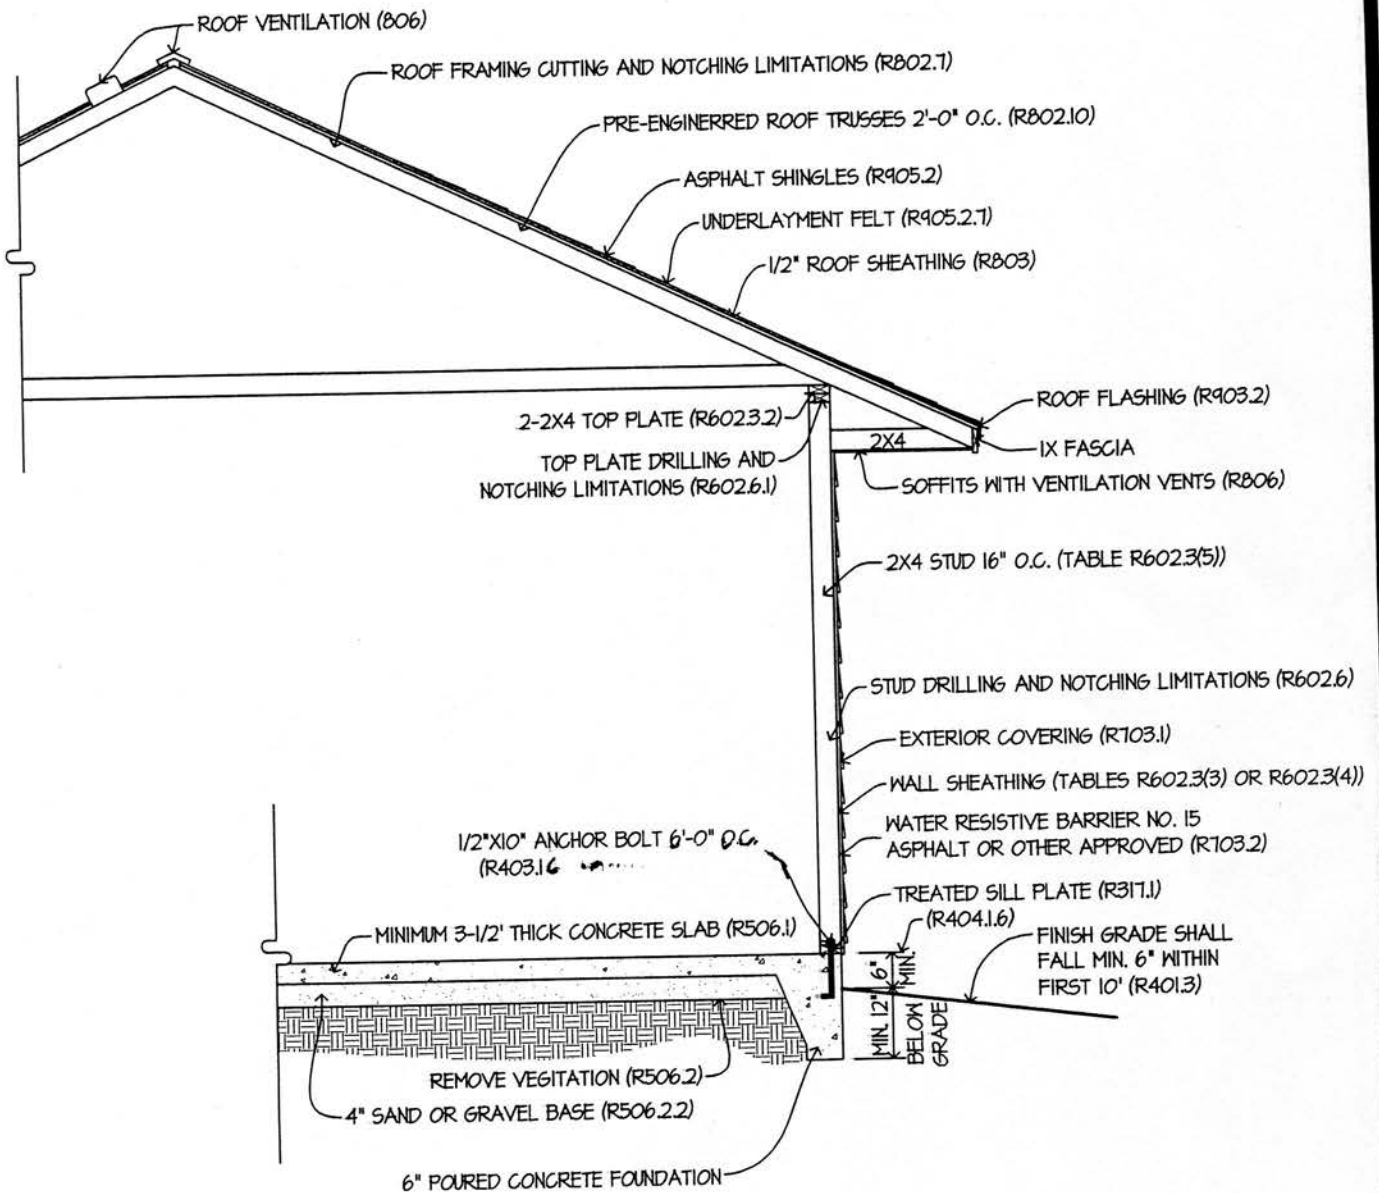 ROOF VENTILATION (806)
ROOF FRAMING CUTTING AND NOTCHING LIMITATIONS (R802.7)
PRE-ENGINERRED ROOF TRUSSES 2'-0" O.C. (R802.10)
ASPHALT SHINGLES (R905.2)
UNDERLAYMENT FELT (R905.2.7)
1/2" ROOF SHEATHING (R803)
ROOF FLASHING (R903.2)
2-2X4 TOP PLATE (R602.3.2)
2X4
1X FASCIA
TOP PLATE DRILLING AND
NOTCHING LIMITATIONS (R602.6.1)
SOFFITS WITH VENTILATION VENTS (R806)
2X4 STUD 16" O.C. (TABLE R602.3(5))
STUD DRILLING AND NOTCHING LIMITATIONS (R602.6)
EXTERIOR COVERING (R703.1)
WALL SHEATHING (TABLES R602.3(3) OR R602.3(4))
WATER RESISTIVE BARRIER NO. 15
ASPHALT OR OTHER APPROVED (R703.2)
1/2"X10" ANCHOR BOLT 6'-0" O.C.
(R403.1.6
TREATED SILL PLATE (R317.1)
(R404.1.6)
MINIMUM 3-1/2' THICK CONCRETE SLAB (R506.1)
FINISH GRADE SHALL
FALL MIN. 6" WITHIN
FIRST 10' (R401.3)
6"
MIN.
MIN. 12"
BELOW
GRADE
REMOVE VEGITATION (R506.2)
4" SAND OR GRAVEL BASE (R506.2.2)
6" POURED CONCRETE FOUNDATION